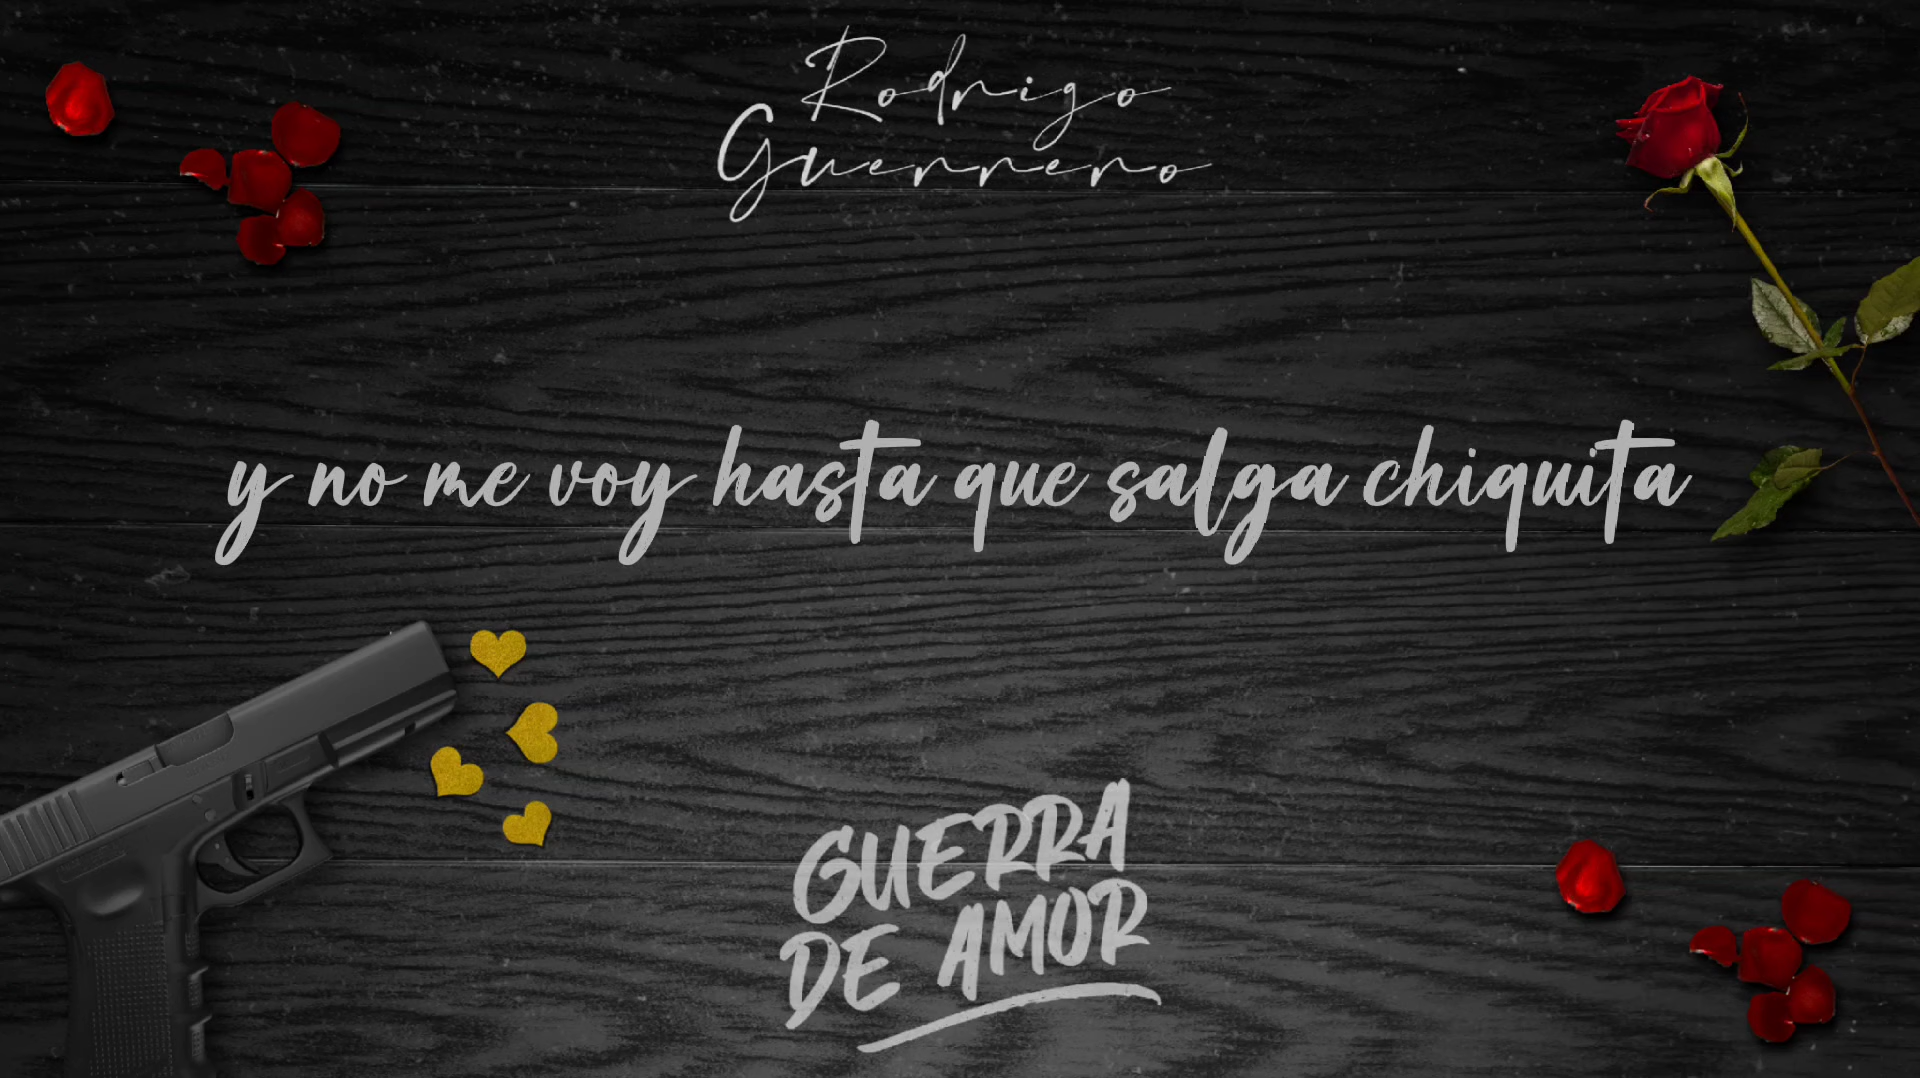 Rodrigo
Guerrero
y no me voy hasta que salga chiquita
GUERRA
DE AMOR